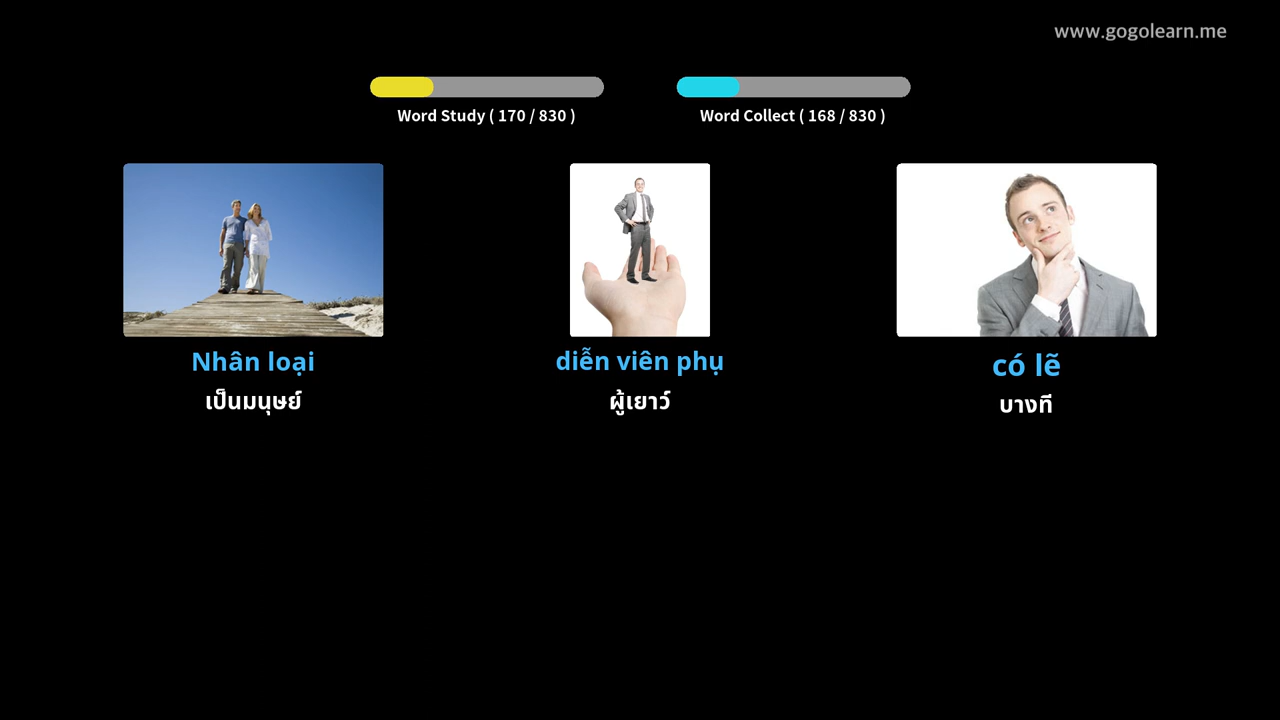 www.gogolearn.me
Word Study ( 170 / 830 )
Word Collect ( 168 / 830 )
Nhân loại
เป็นมนุษย์
diễn viên phụ
ผู้เยาว์
có lẽ
บางที